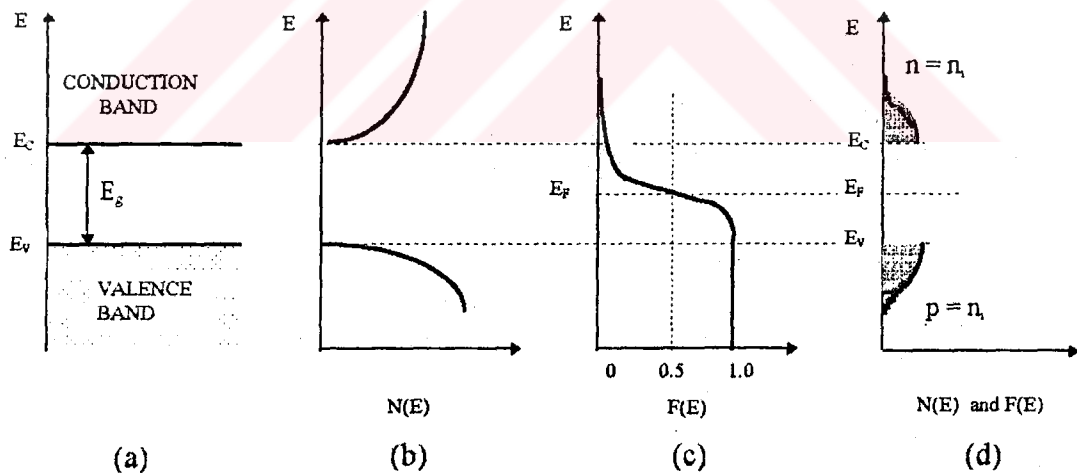 E
CONDUCTION
BAND
E_C
E_g
E_V
VALENCE
BAND
(a)
E
N(E)
(b)
E
E_F
0 0.5 1.0
F(E)
(c)
E
n = n_i
E_C
E_F
E_V
p = n_i
N(E) and F(E)
(d)